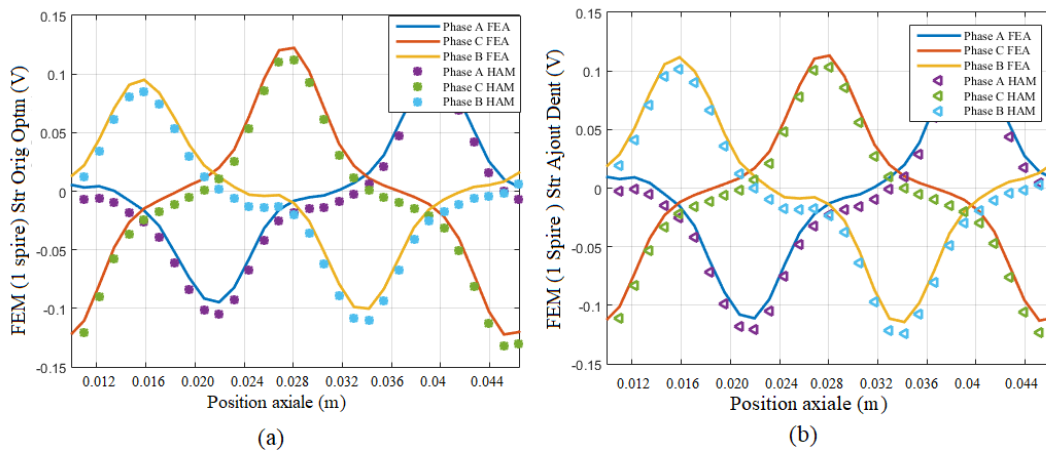 0.15
0.1
0.05
0
-0.05
-0.1
-0.15
FEM (1 spire) Str Orig Optm (V)
Phase A FEA
Phase C FEA
Phase B FEA
Phase A HAM
Phase C HAM
Phase B HAM
0.012 0.016 0.020 0.024 0.028 0.032 0.036 0.04 0.044
Position axiale (m)
(a)
0.15
0.1
0.05
0
-0.05
-0.1
-0.15
FEM (1 Spire ) Str Ajout Dent (V)
Phase A FEA
Phase C FEA
Phase B FEA
Phase A HAM
Phase C HAM
Phase B HAM
0.012 0.016 0.020 0.024 0.028 0.032 0.036 0.04 0.044
Position axiale (m)
(b)